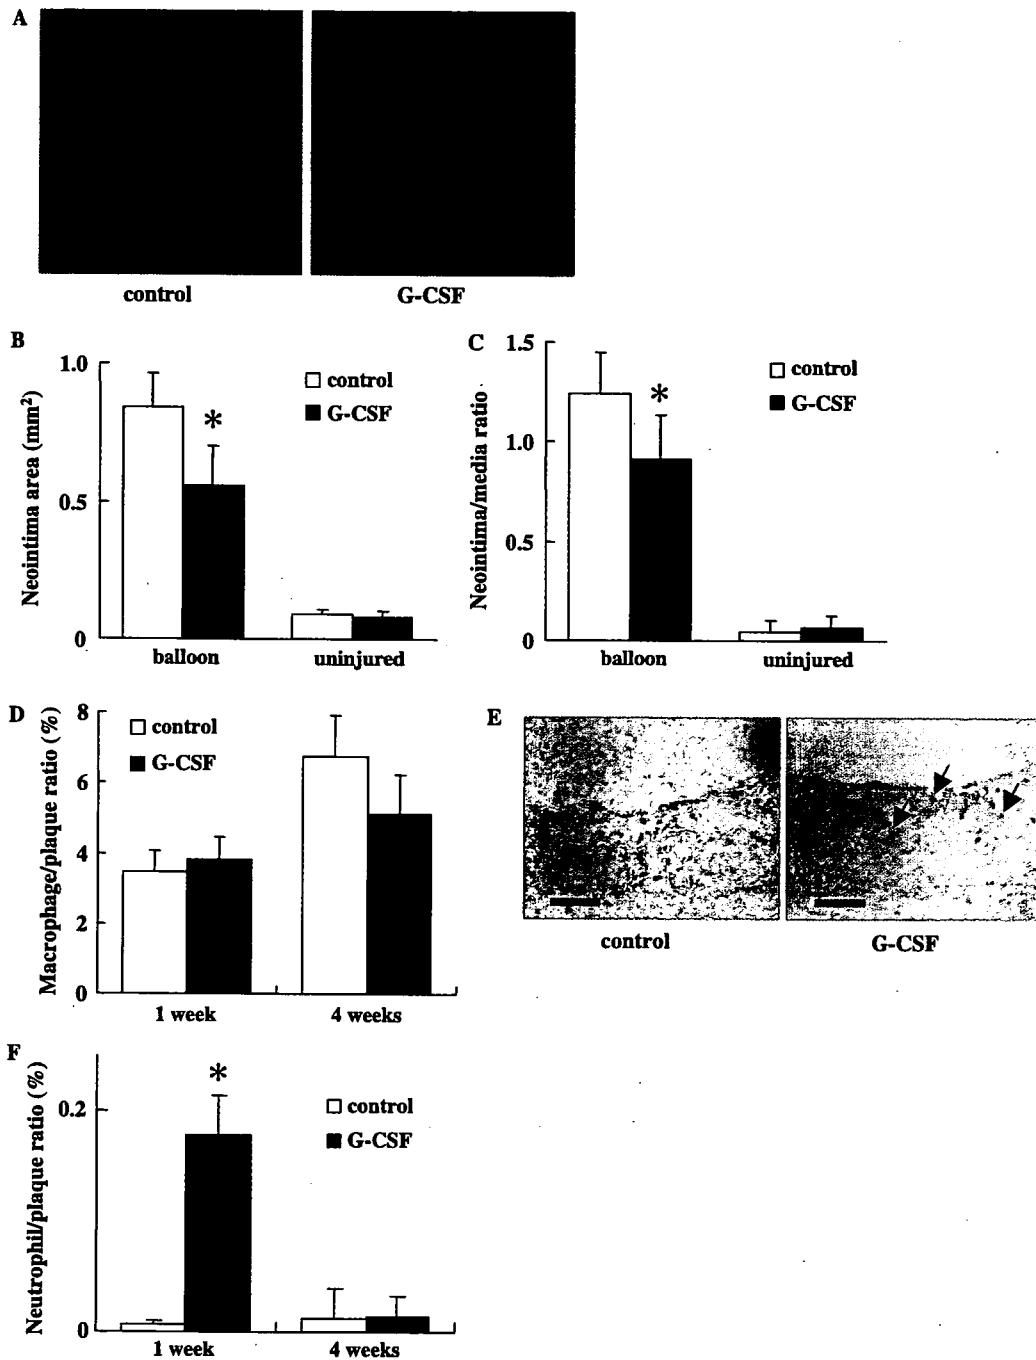 A
control
G-CSF
B
Neointima area (mm²)
1.0
0.5
0
control
G-CSF
*
balloon
uninjured
C
Neointima/media ratio
1.5
1.0
0.5
0
control
G-CSF
*
balloon
uninjured
D
Macrophage/plaque ratio (%)
8
6
4
2
0
control
G-CSF
1 week
4 weeks
E
control
G-CSF
F
Neutrophil/plaque ratio (%)
0.2
0
*
control
G-CSF
1 week
4 weeks